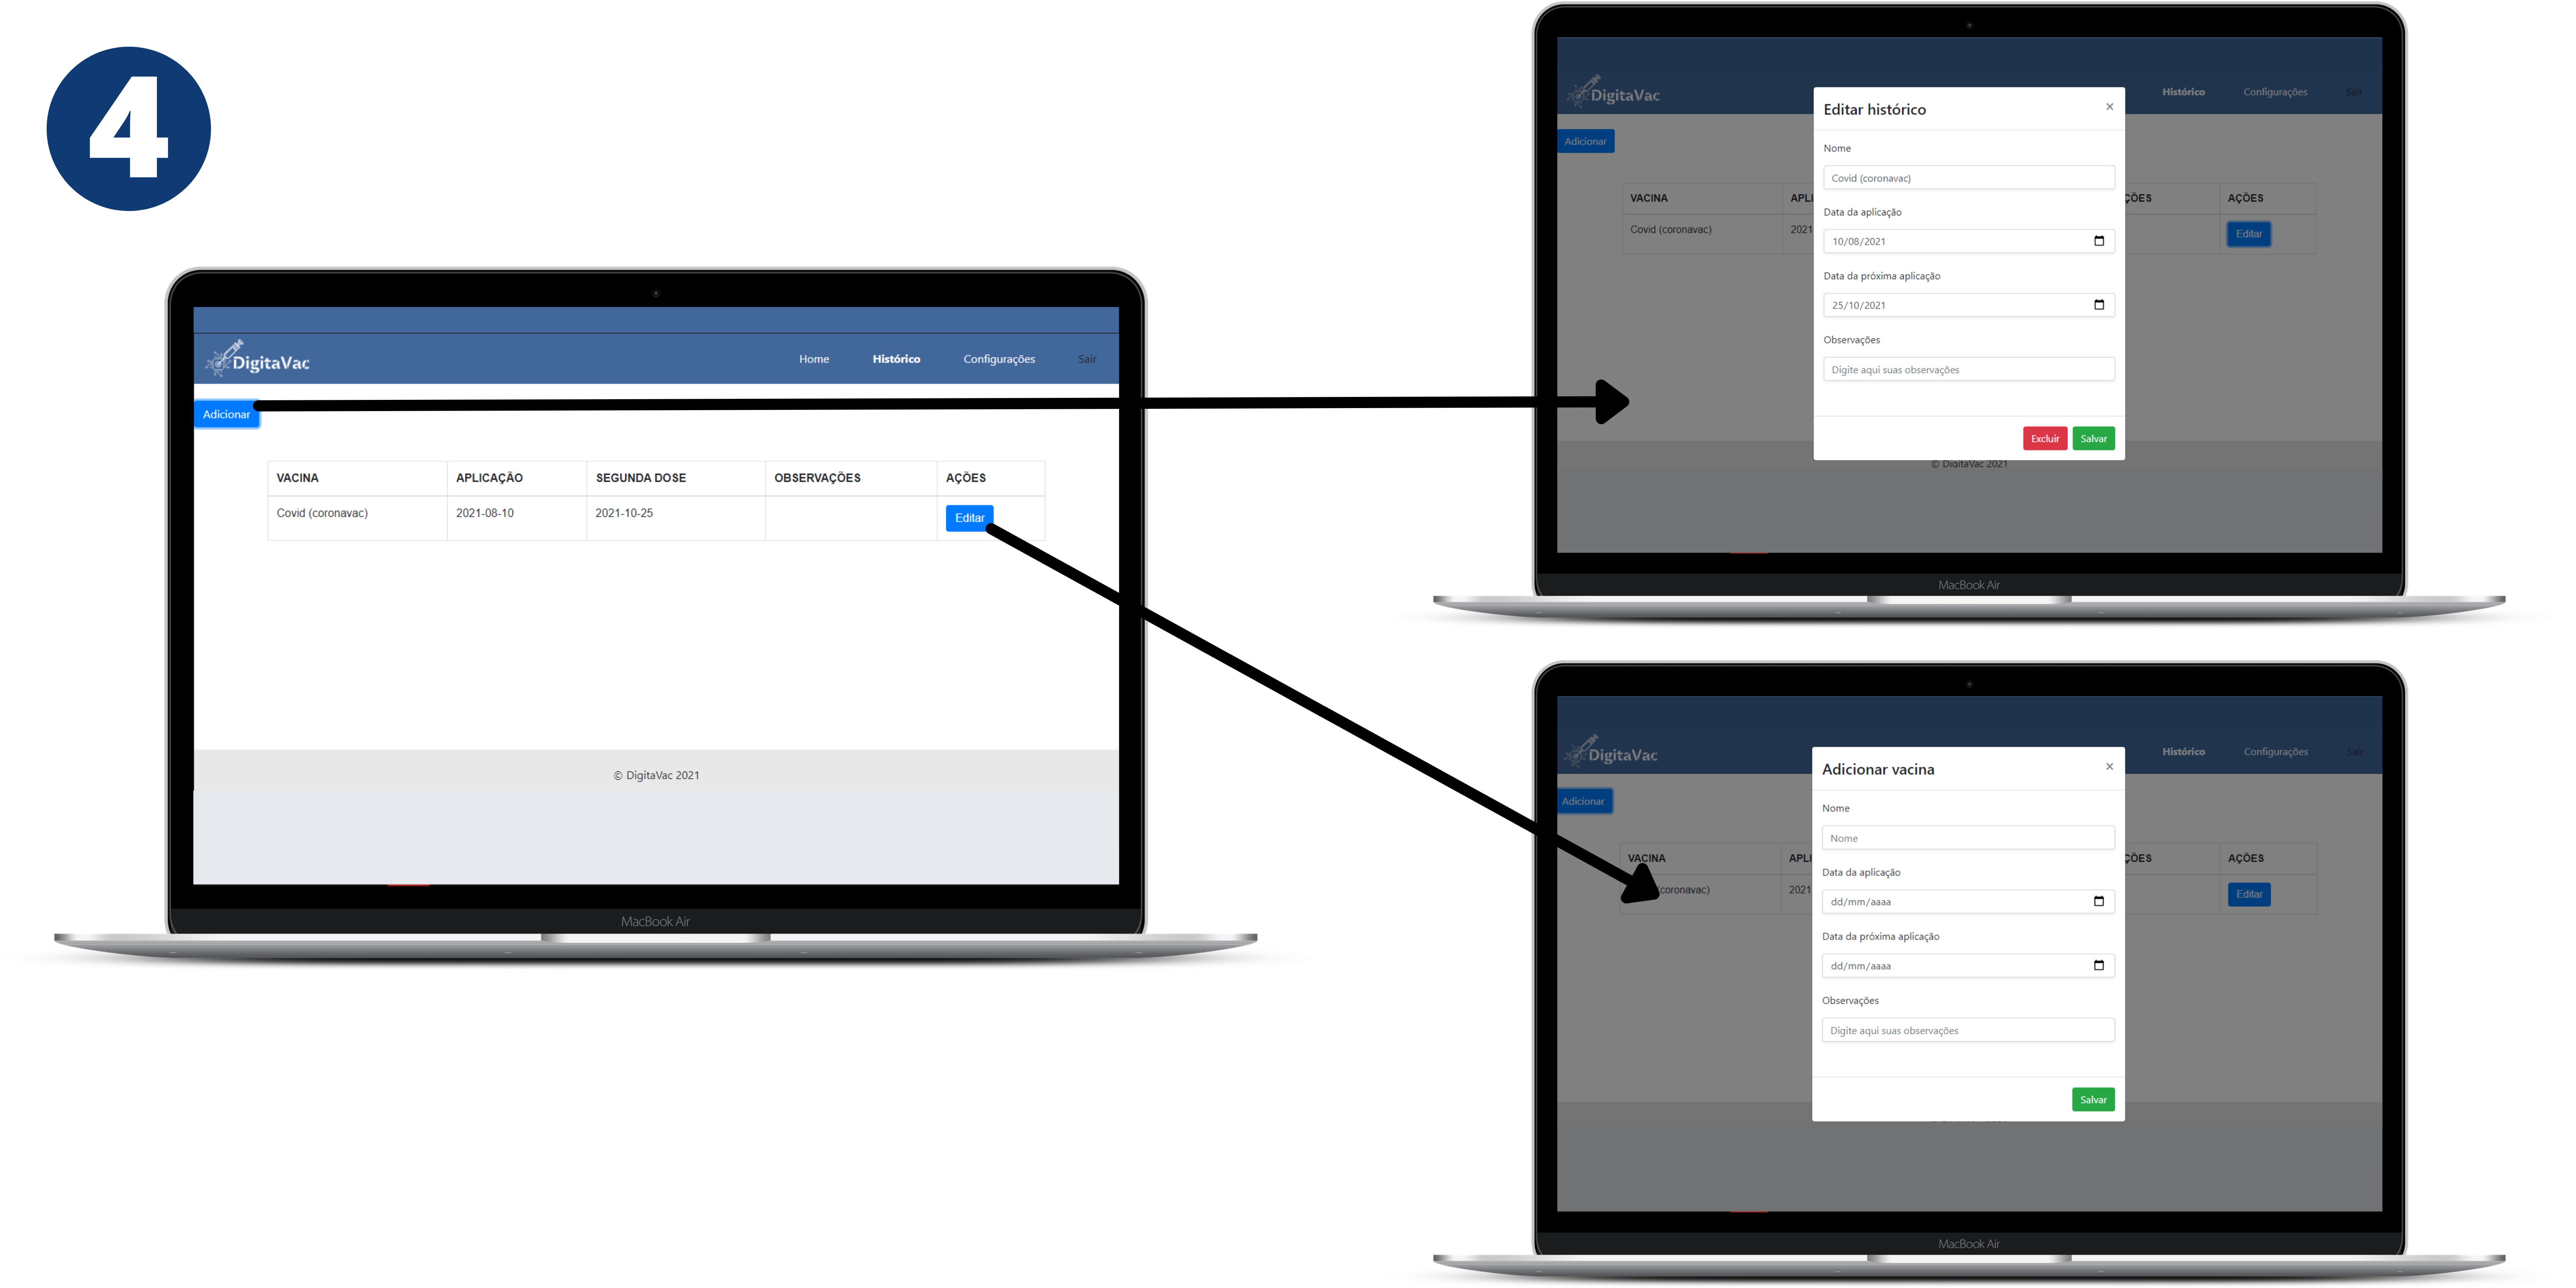 4
DigitaVac
Home Histórico Configurações Sair
Adicionar
VACINA APLICAÇÃO SEGUNDA DOSE OBSERVAÇÕES AÇÕES
Covid (coronavac) 2021-08-10 2021-10-25 Editar
© DigitaVac 2021
MacBook Air
DigitaVac
Histórico Configurações Sair
Adicionar
VACINA APLI ÇÕES AÇÕES
Covid (coronavac) 2021 Editar
Editar histórico ×
Nome
Covid (coronavac)
Data da aplicação
10/08/2021
Data da próxima aplicação
25/10/2021
Observações
Digite aqui suas observações
Excluir Salvar
© DigitaVac 2021
MacBook Air
DigitaVac
Histórico Configurações Sair
Adicionar
VACINA APLI ÇÕES AÇÕES
(coronavac) 2021 Editar
Adicionar vacina ×
Nome
Nome
Data da aplicação
dd/mm/aaaa
Data da próxima aplicação
dd/mm/aaaa
Observações
Digite aqui suas observações
Salvar
MacBook Air